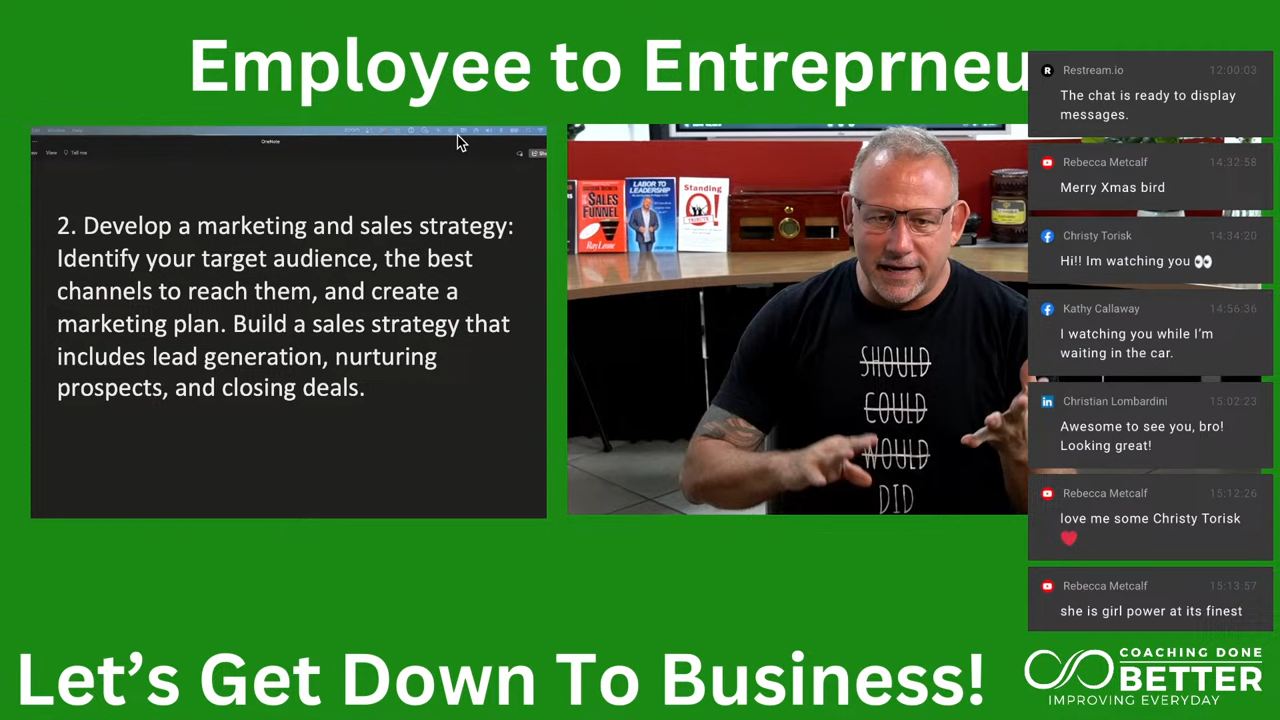 Employee to Entreprneu
OneNote
View Tell me
2. Develop a marketing and sales strategy:
Identify your target audience, the best
channels to reach them, and create a
marketing plan. Build a sales strategy that
includes lead generation, nurturing
prospects, and closing deals.
SALES
FUNNEL
RayLeone
LABOR TO
LEADERSHIP
Standing
O!
SHOULD
COULD
WOULD
DID
R Restream.io 12:00:03
The chat is ready to display
messages.
Rebecca Metcalf 14:32:58
Merry Xmas bird
Christy Torisk 14:34:20
Hi!! Im watching you 👀
Kathy Callaway 14:56:36
I watching you while I’m
waiting in the car.
Christian Lombardini 15:02:23
Awesome to see you, bro!
Looking great!
Rebecca Metcalf 15:12:26
love me some Christy Torisk
❤️
Rebecca Metcalf 15:13:57
she is girl power at its finest
Let’s Get Down To Business!
COACHING DONE
BETTER
IMPROVING EVERYDAY